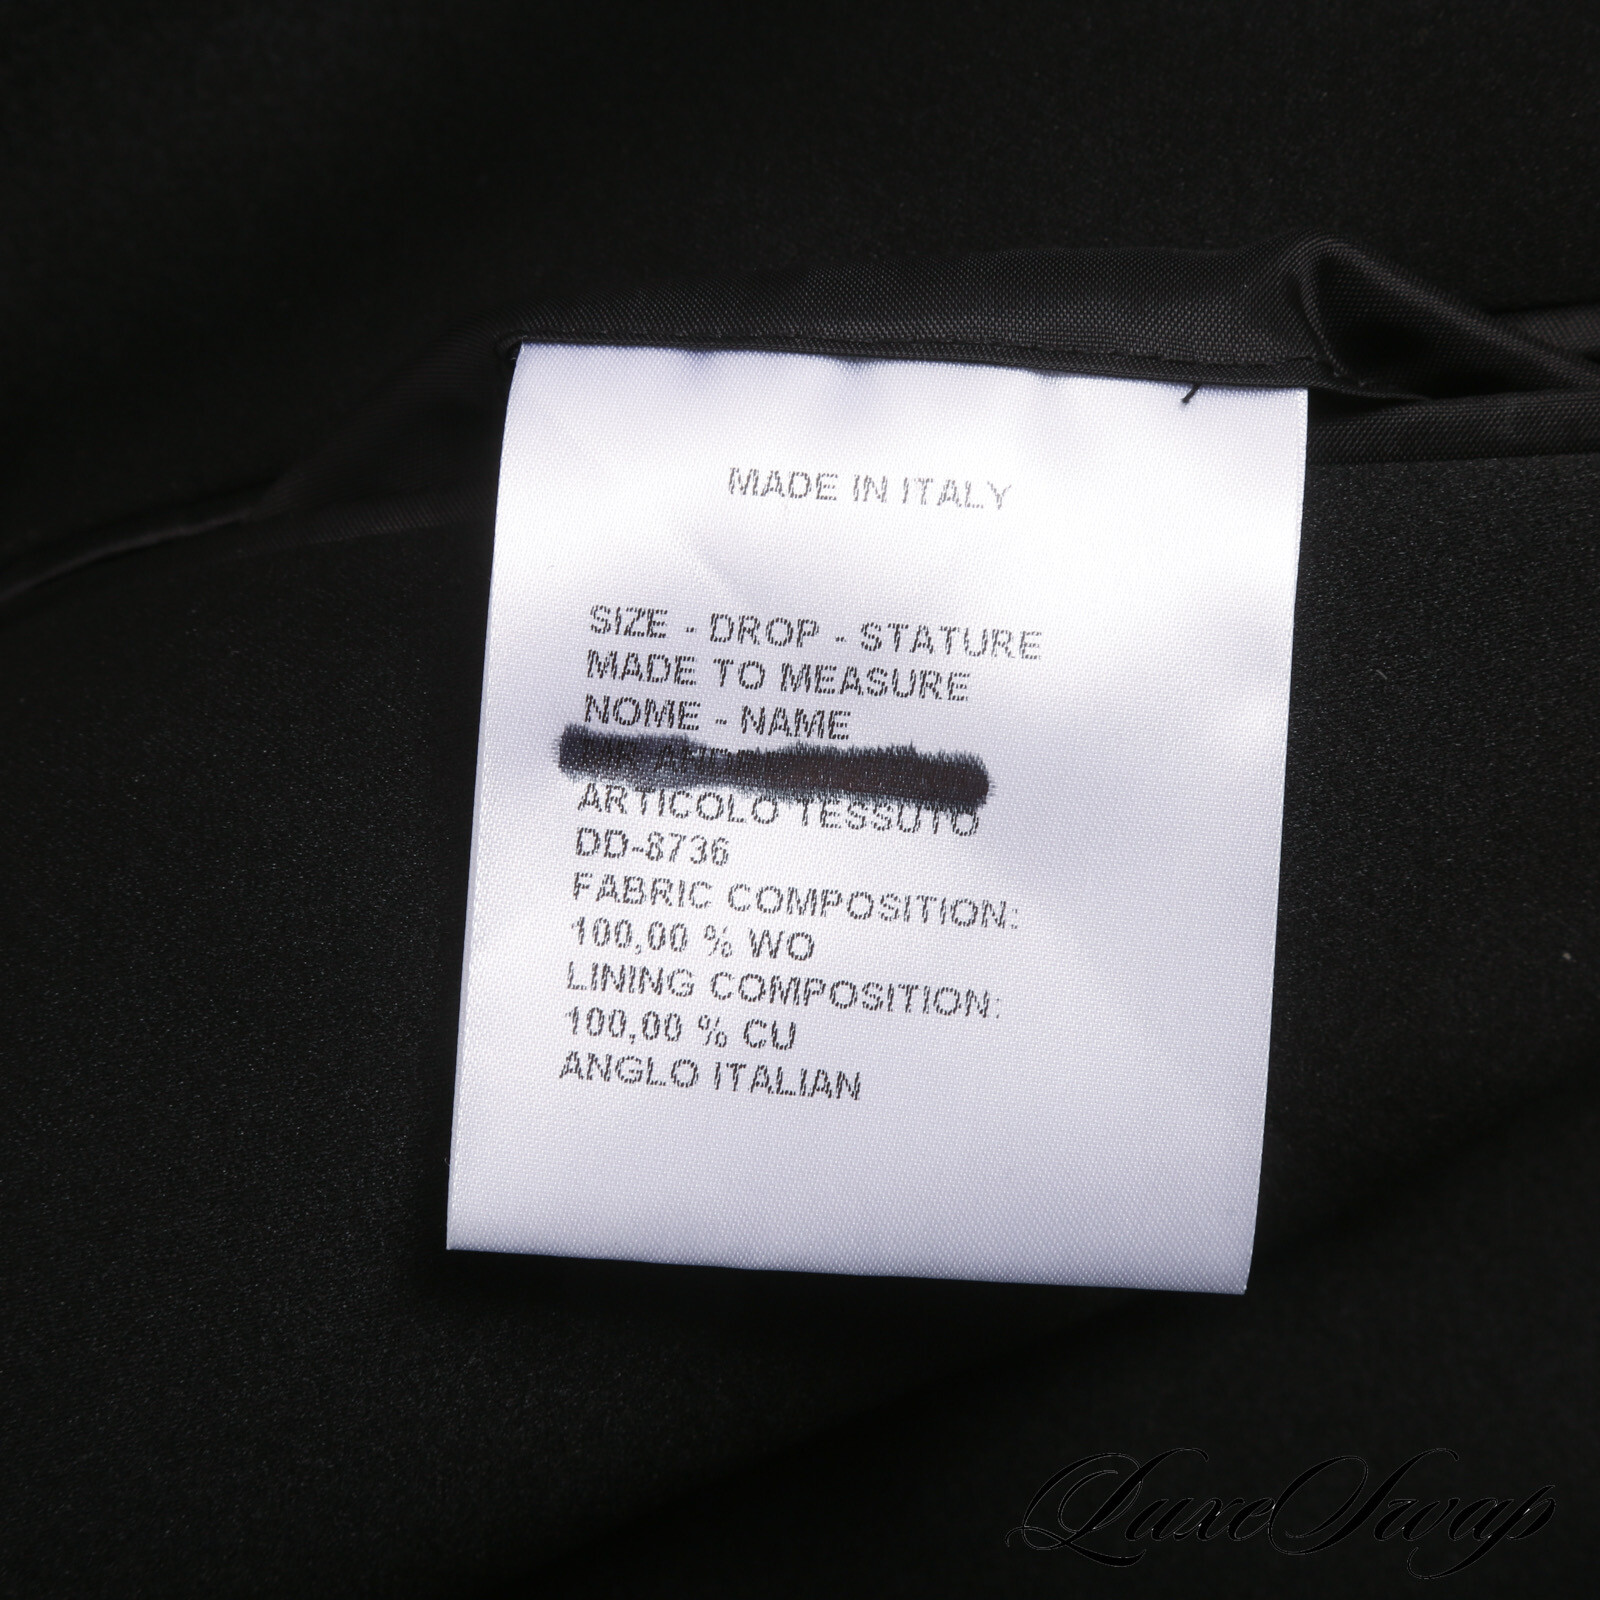 MADE IN ITALY
SIZE - DROP - STATURE
MADE TO MEASURE
NOME - NAME
ARTICOLO TESSUTO
DD-8736
FABRIC COMPOSITION:
100,00 % WO
LINING COMPOSITION:
100,00 % CU
ANGLO ITALIAN
LuxeSwap